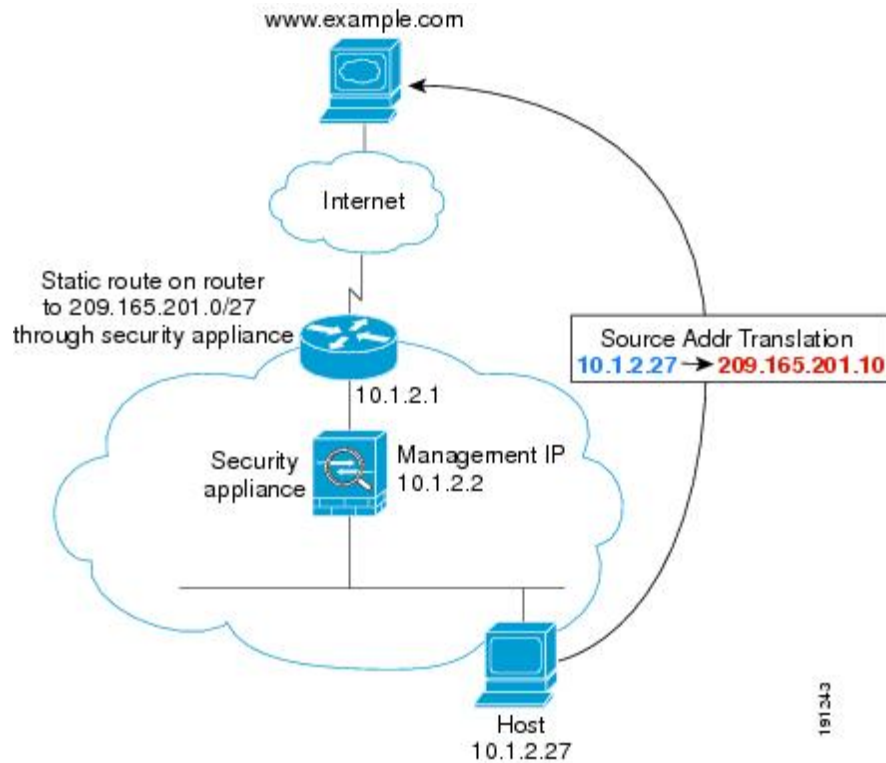 www.example.com
Internet
Static route on router
to 209.165.201.0/27
through security appliance
Source Addr Translation
10.1.2.27 → 209.165.201.10
10.1.2.1
Security
appliance
Management IP
10.1.2.2
Host
10.1.2.27
191243